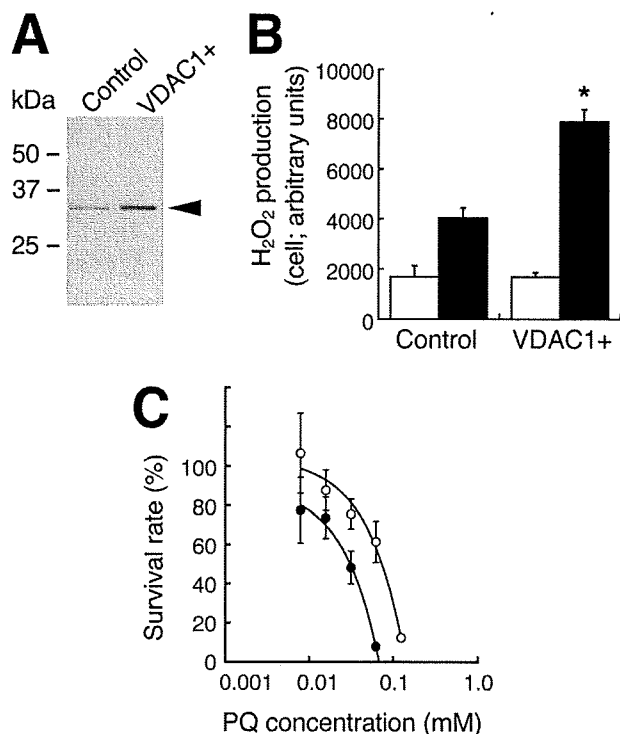 A
kDa
Control
VDAC1+
50
37
25
B
H₂O₂ production
(cell; arbitrary units)
10000
8000
6000
4000
2000
0
*
Control
VDAC1+
C
Survival rate (%)
100
80
60
40
20
0
0.001
0.01
0.1
1.0
PQ concentration (mM)